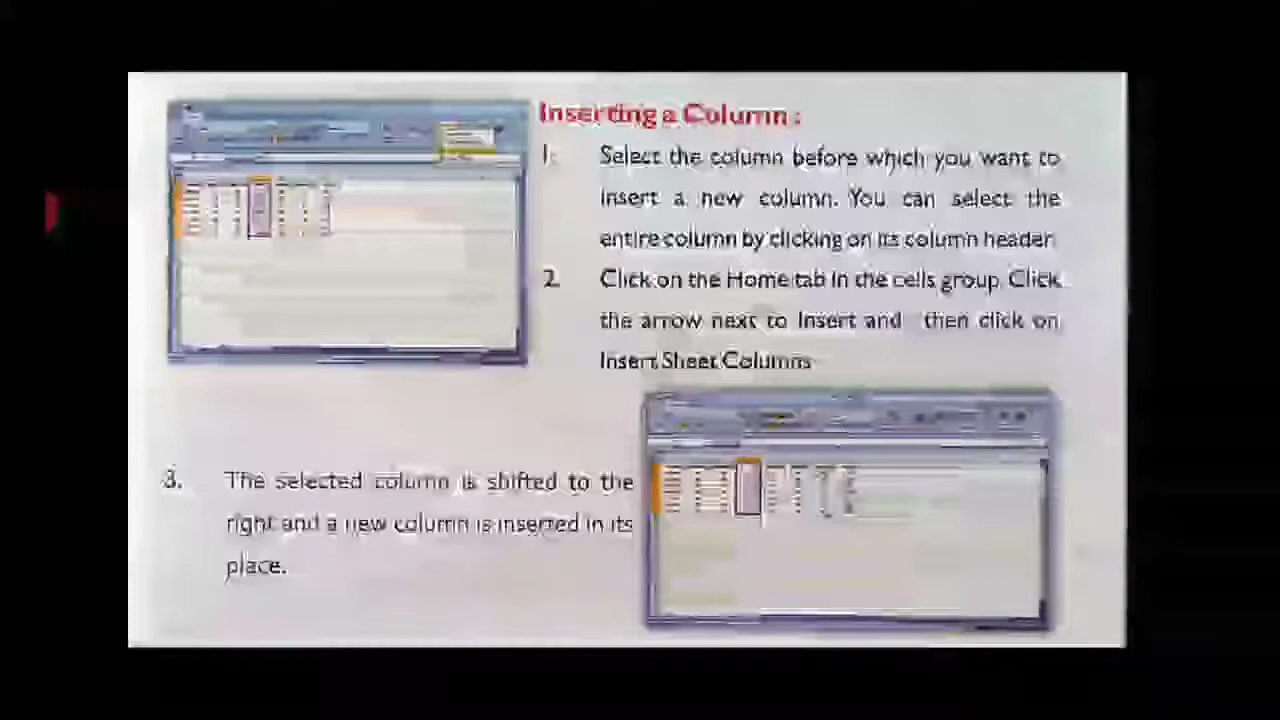 Inserting a Column :
1. Select the column before which you want to
insert a new column. You can select the
entire column by clicking on its column header.
2. Click on the Home tab in the cells group. Click
the arrow next to Insert and then click on
Insert Sheet Columns
3. The selected column is shifted to the
right and a new column is inserted in its
place.